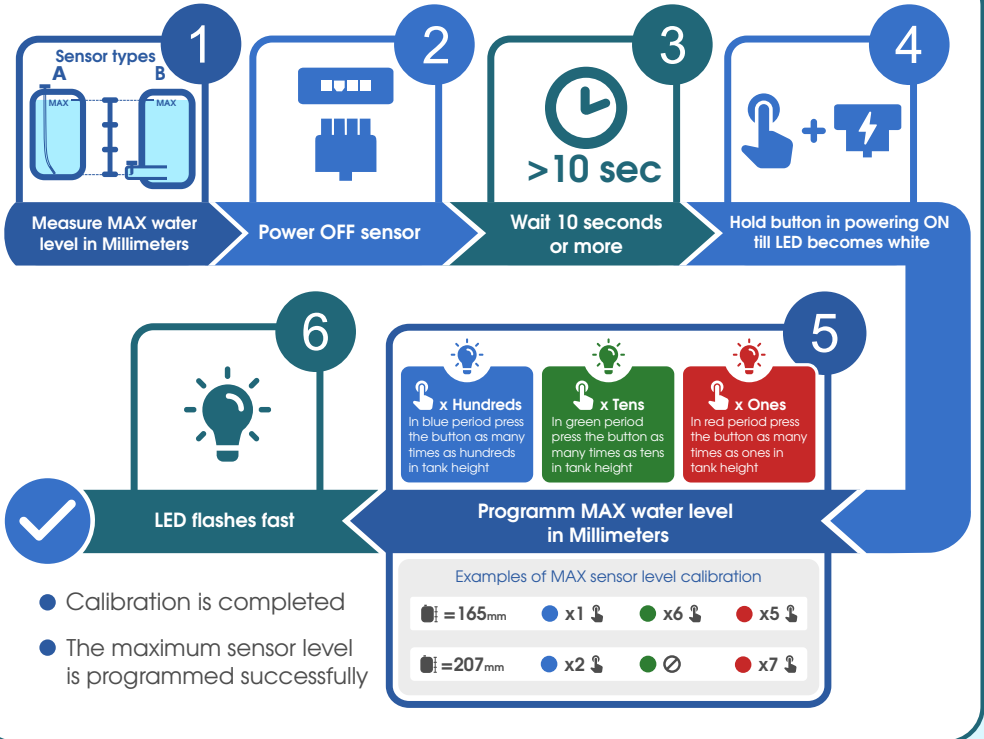 1
Sensor types
A
B
MAX
MAX
Measure MAX water
level in Millimeters
2
Power OFF sensor
3
>10 sec
Wait 10 seconds
or more
4
+
Hold button in powering ON
till LED becomes white
5
x Hundreds
In blue period press
the button as many
times as hundreds
in tank height
x Tens
In green period
press the button as
many times as tens
in tank height
x Ones
In red period press
the button as many
times as ones in
tank height
Programm MAX water level
in Millimeters
Examples of MAX sensor level calibration
=165mm x1 x6 x5
=207mm x2 x7
6
LED flashes fast
Calibration is completed
The maximum sensor level
is programmed successfully